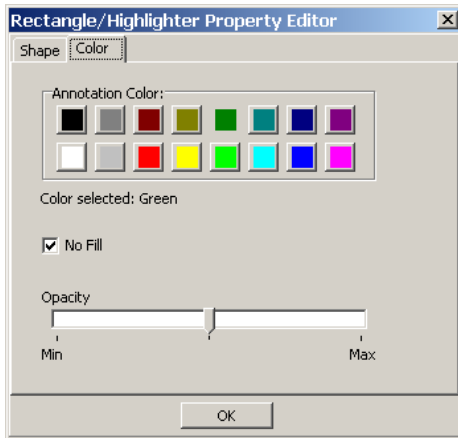 Rectangle/Highlighter Property Editor
Shape Color
Annotation Color:
Color selected: Green
No Fill
Opacity
Min Max
OK